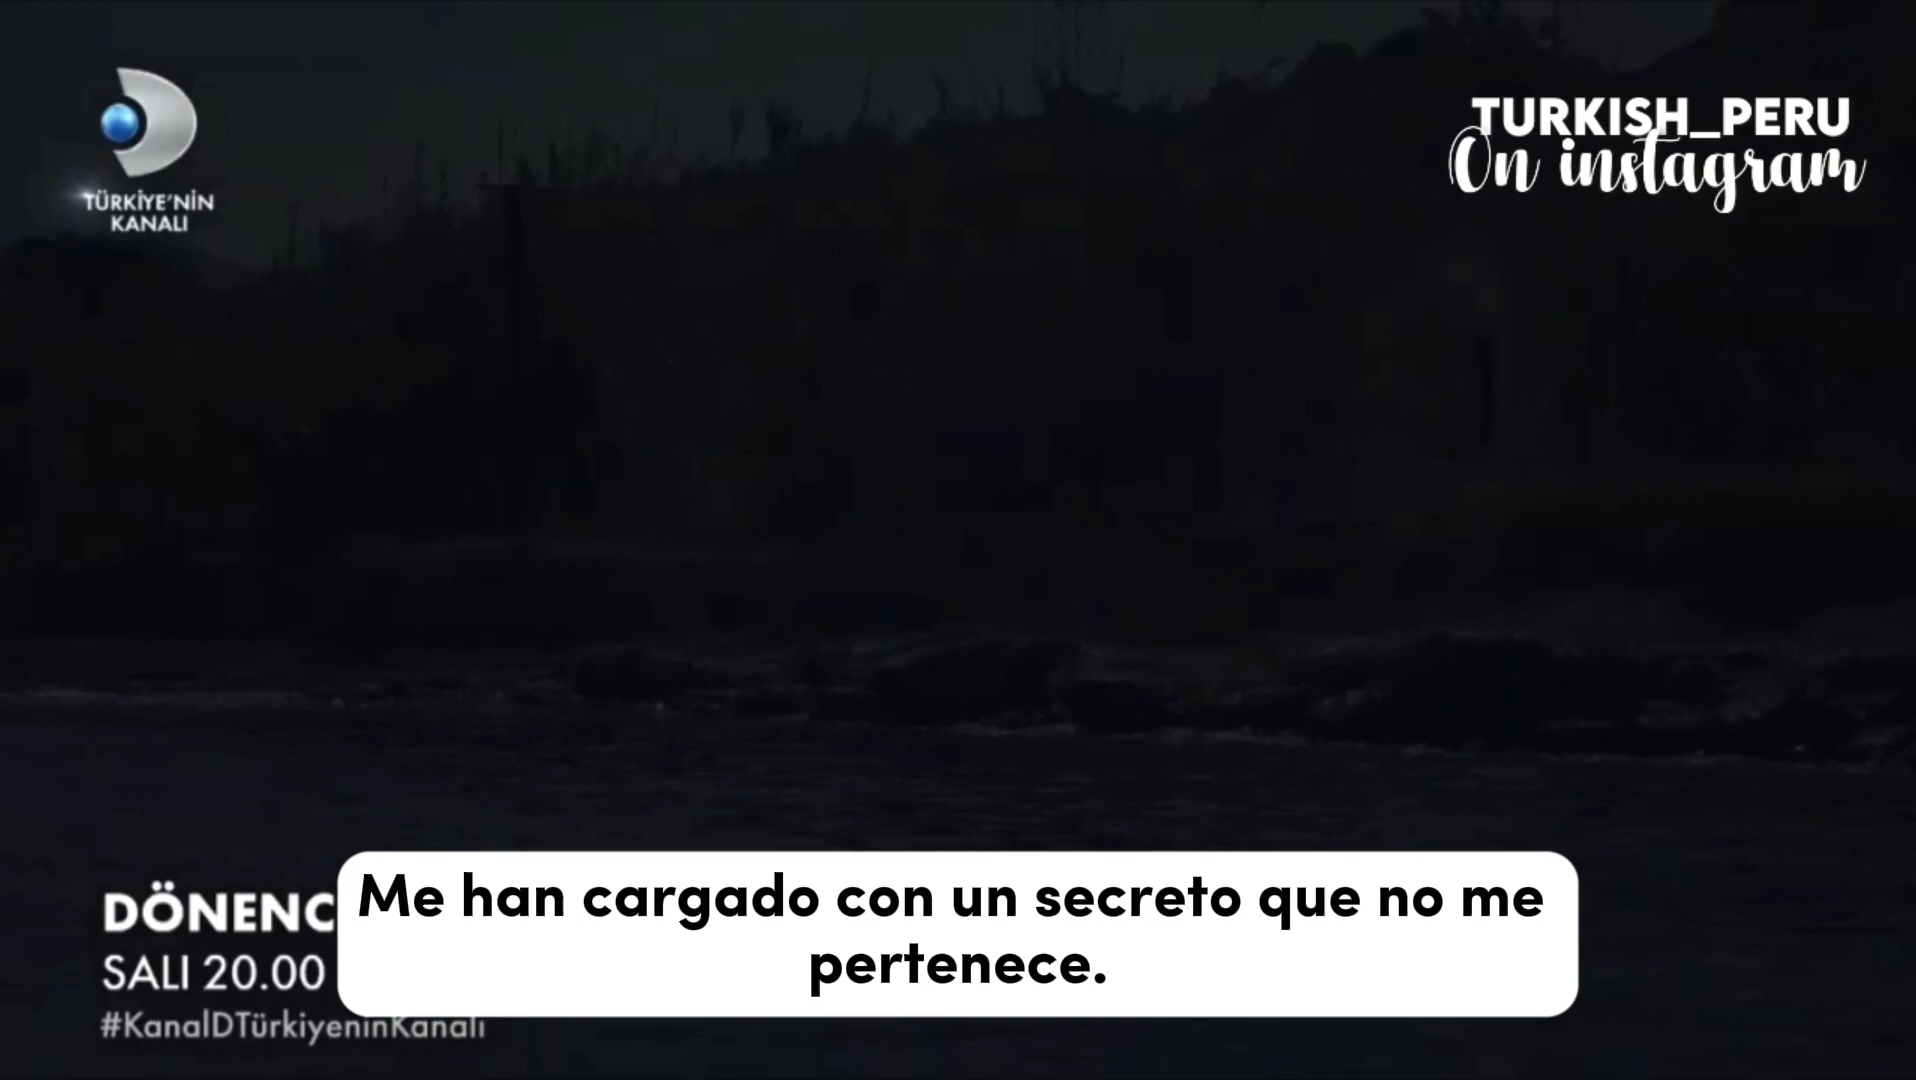 TÜRKİYE'NİN
KANALI
TURKISH_PERU
On instagram
DÖNENC
SALI 20.00
#KanalDTürkiyeninKanalı
Me han cargado con un secreto que no me
pertenece.